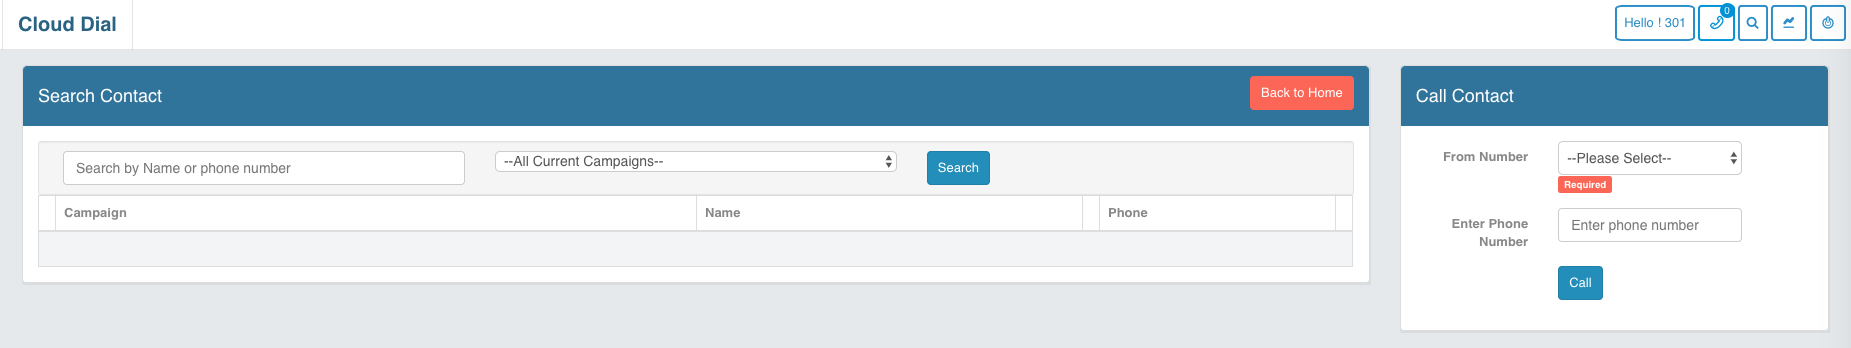 Cloud Dial
Hello ! 301
0
Search Contact
Back to Home
Search by Name or phone number
--All Current Campaigns--
Search
Campaign
Name
Phone
Call Contact
From Number
--Please Select--
Required
Enter Phone
Number
Enter phone number
Call